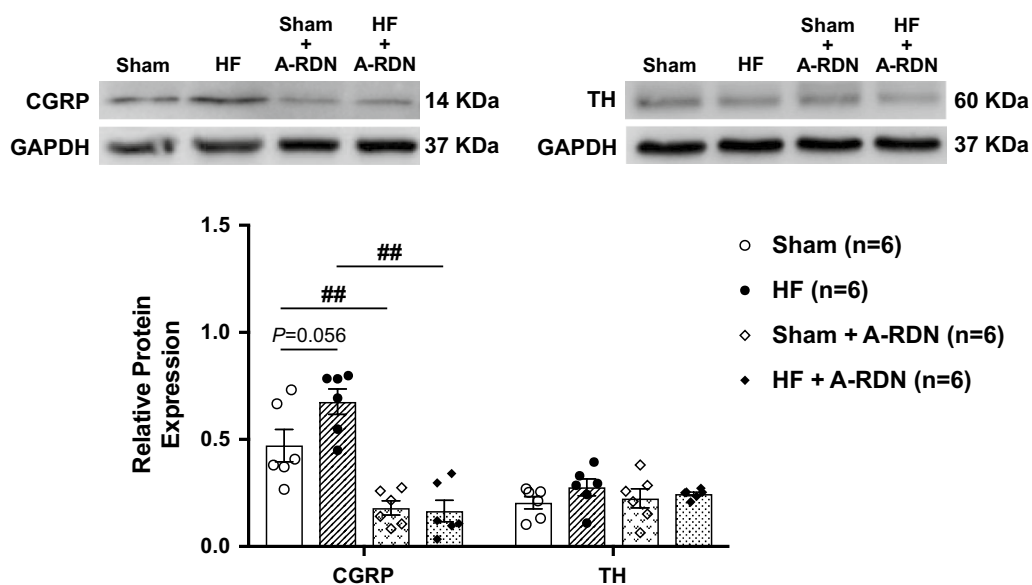 Sham
HF
Sham
+
A-RDN
HF
+
A-RDN
CGRP
14 KDa
GAPDH
37 KDa
Sham
HF
Sham
+
A-RDN
HF
+
A-RDN
TH
60 KDa
GAPDH
37 KDa
Relative Protein
Expression
1.5
1.0
0.5
0.0
##
##
P=0.056
CGRP
TH
Sham (n=6)
HF (n=6)
Sham + A-RDN (n=6)
HF + A-RDN (n=6)